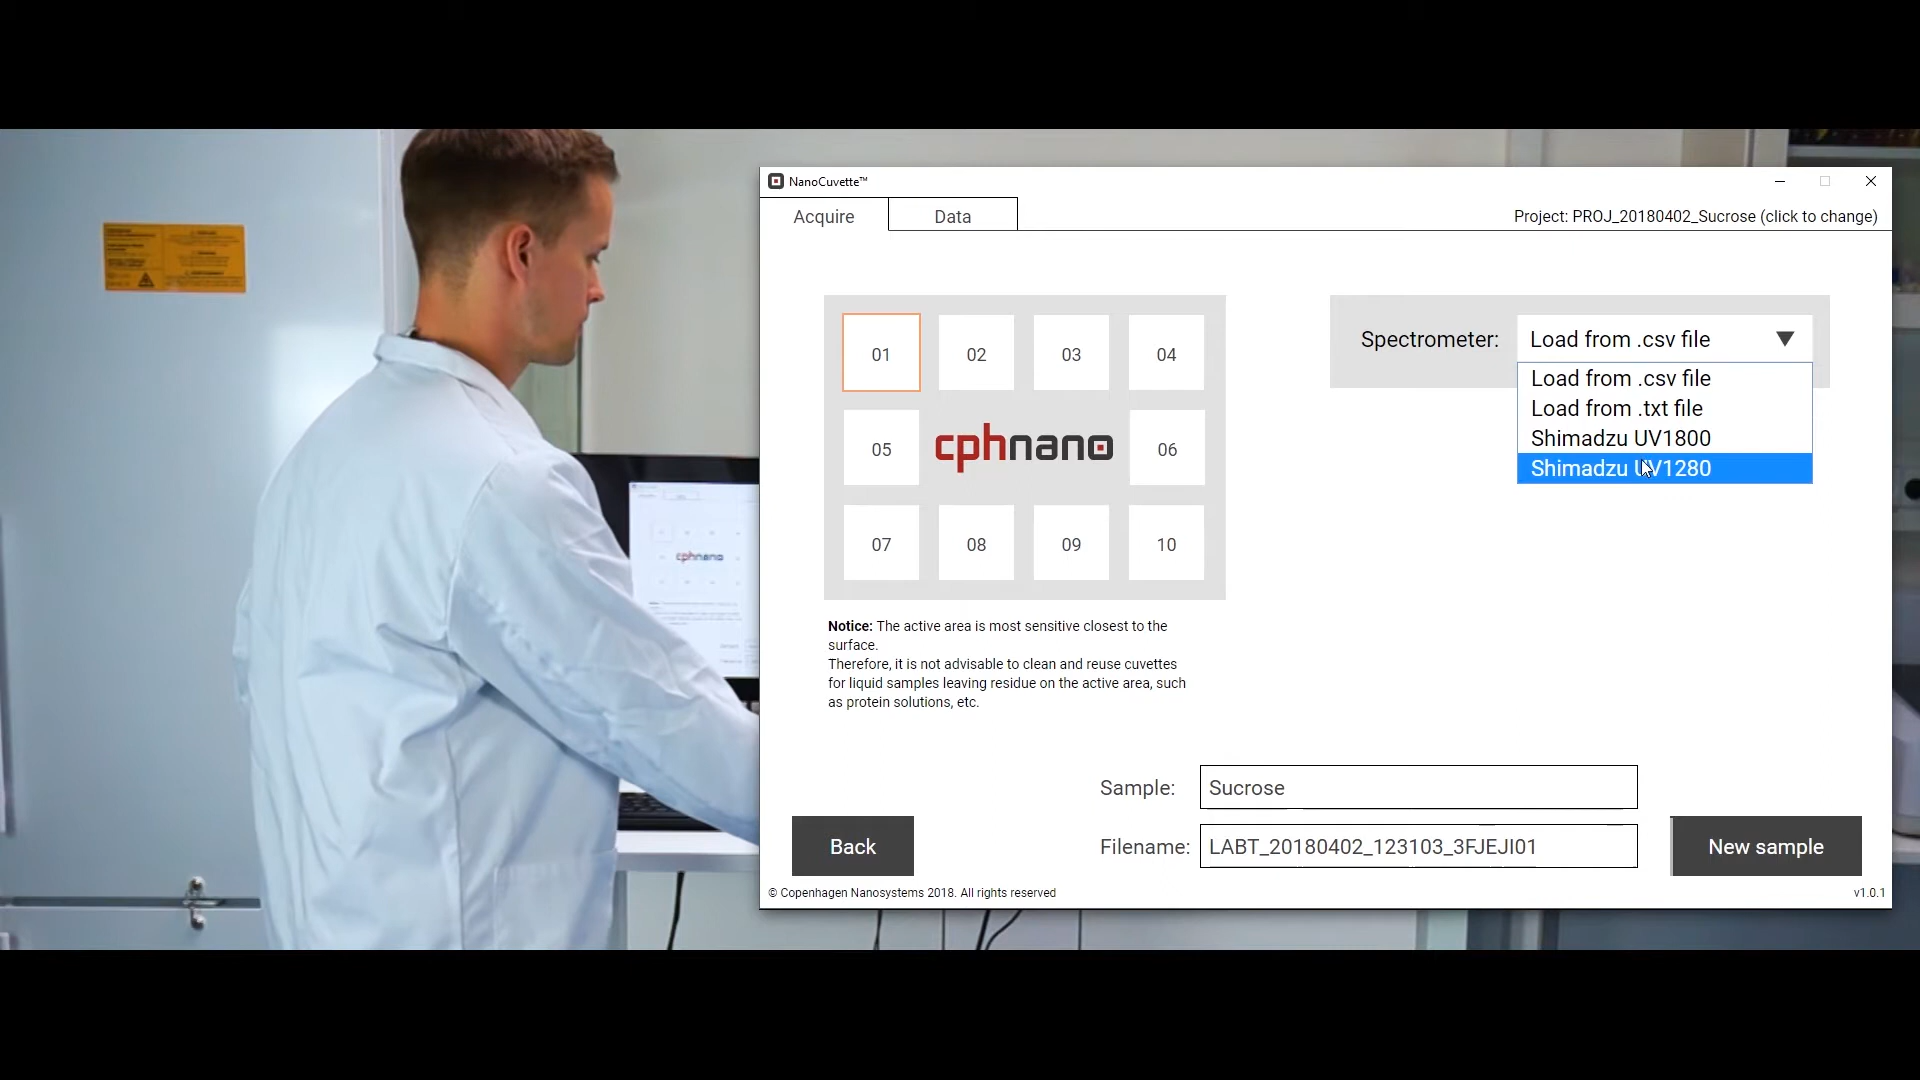 NanoCuvette™
Acquire
Data
Project: PROJ_20180402_Sucrose (click to change)
01
02
03
04
05
cphnano
06
07
08
09
10
Spectrometer:
Load from .csv file
Load from .csv file
Load from .txt file
Shimadzu UV1800
Shimadzu UV1280
Notice: The active area is most sensitive closest to the
surface.
Therefore, it is not advisable to clean and reuse cuvettes
for liquid samples leaving residue on the active area, such
as protein solutions, etc.
Sample:
Sucrose
Back
Filename:
LABT_20180402_123103_3FJEJI01
New sample
© Copenhagen Nanosystems 2018. All rights reserved
v1.0.1
cphnano